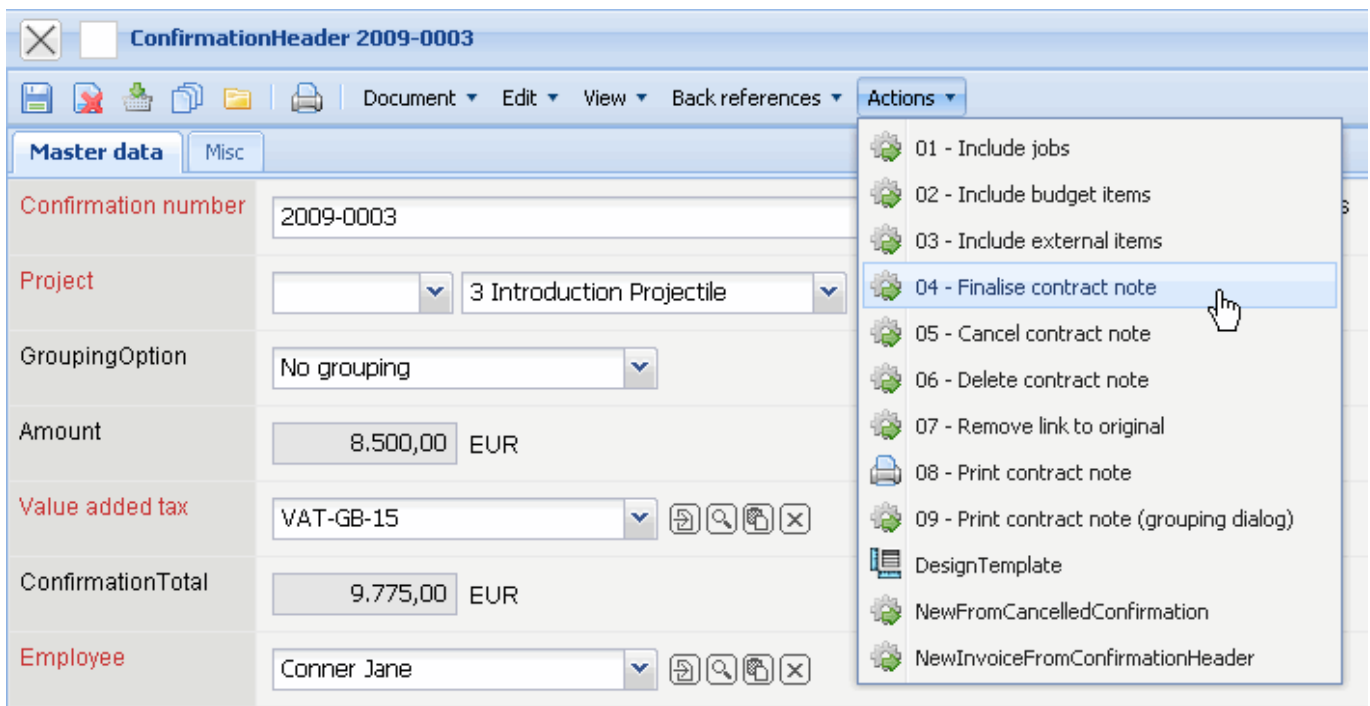 ConfirmationHeader 2009-0003
Document Edit View Back references Actions
Master data Misc
Confirmation number 2009-0003
Project 3 Introduction Projectile
GroupingOption No grouping
Amount 8.500,00 EUR
Value added tax VAT-GB-15
ConfirmationTotal 9.775,00 EUR
Employee Conner Jane
01 - Include jobs
02 - Include budget items
03 - Include external items
04 - Finalise contract note
05 - Cancel contract note
06 - Delete contract note
07 - Remove link to original
08 - Print contract note
09 - Print contract note (grouping dialog)
DesignTemplate
NewFromCancelledConfirmation
NewInvoiceFromConfirmationHeader